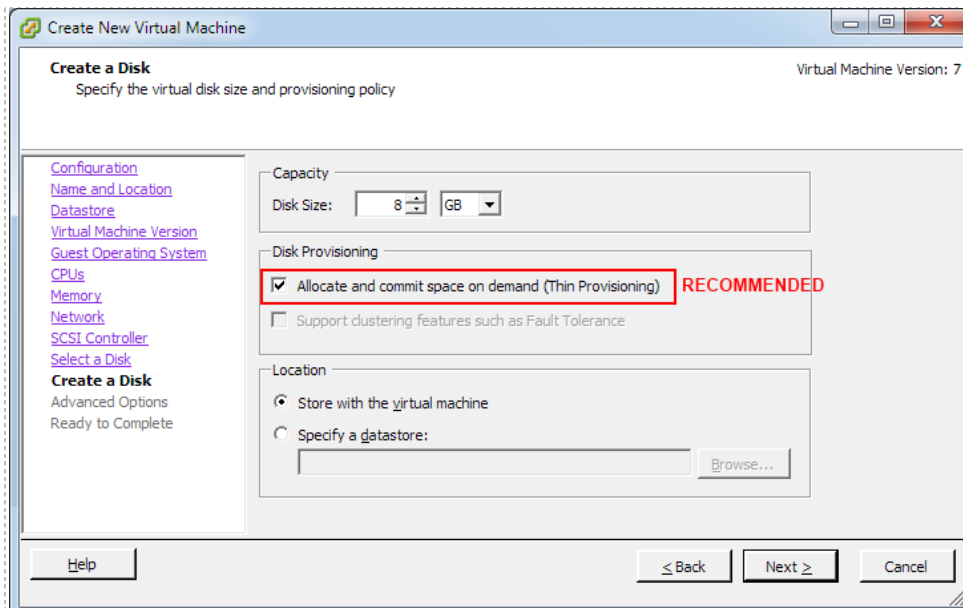 Create New Virtual Machine
Create a Disk
Specify the virtual disk size and provisioning policy
Virtual Machine Version: 7
Configuration
Name and Location
Datastore
Virtual Machine Version
Guest Operating System
CPUs
Memory
Network
SCSI Controller
Select a Disk
Create a Disk
Advanced Options
Ready to Complete
Capacity
Disk Size: 8 GB
Disk Provisioning
Allocate and commit space on demand (Thin Provisioning) RECOMMENDED
Support clustering features such as Fault Tolerance
Location
Store with the virtual machine
Specify a datastore:
Browse...
Help
< Back Next > Cancel